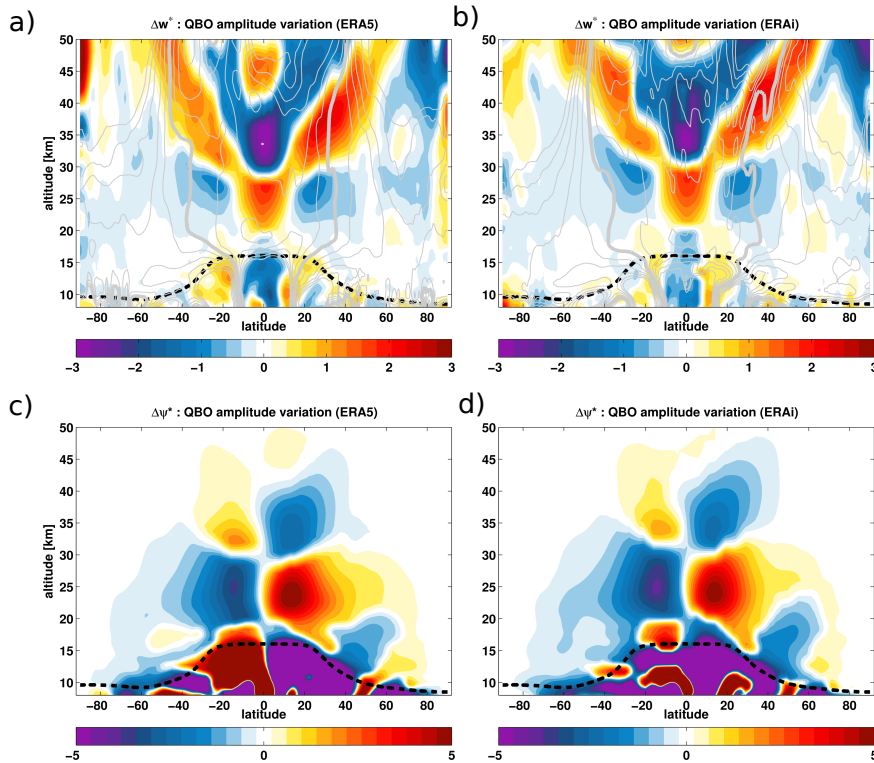 a)
Δw* : QBO amplitude variation (ERA5)
50
45
40
35
30
25
20
15
10
altitude [km]
−80 −60 −40 −20 0 20 40 60 80
latitude
−3 −2 −1 0 1 2 3
b)
Δw* : QBO amplitude variation (ERAi)
50
45
40
35
30
25
20
15
10
altitude [km]
−80 −60 −40 −20 0 20 40 60 80
latitude
−3 −2 −1 0 1 2 3
c)
Δψ* : QBO amplitude variation (ERA5)
50
45
40
35
30
25
20
15
10
altitude [km]
−80 −60 −40 −20 0 20 40 60 80
latitude
−5 0 5
d)
Δψ* : QBO amplitude variation (ERAi)
50
45
40
35
30
25
20
15
10
altitude [km]
−80 −60 −40 −20 0 20 40 60 80
latitude
−5 0 5